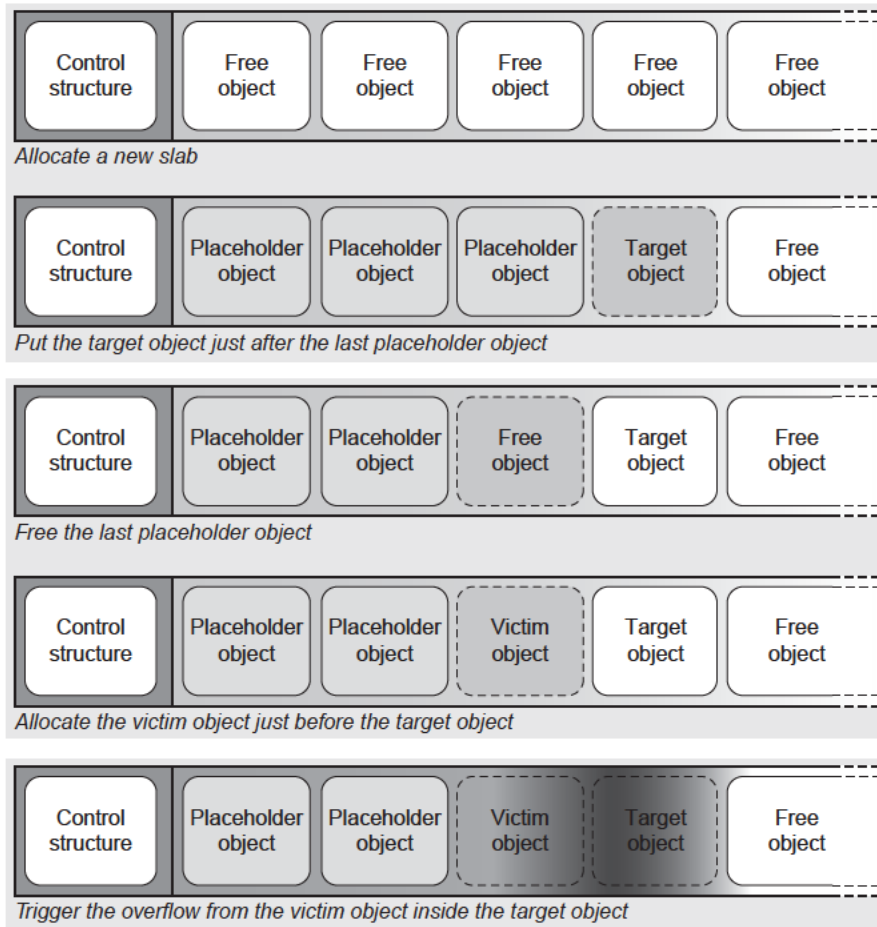 Control Free Free Free Free Free
structure object object object object object
Allocate a new slab
Control Placeholder Placeholder Placeholder Target Free
structure object object object object object
Put the target object just after the last placeholder object
Control Placeholder Placeholder Free Target Free
structure object object object object object
Free the last placeholder object
Control Placeholder Placeholder Victim Target Free
structure object object object object object
Allocate the victim object just before the target object
Control Placeholder Placeholder Victim Target Free
structure object object object object object
Trigger the overflow from the victim object inside the target object